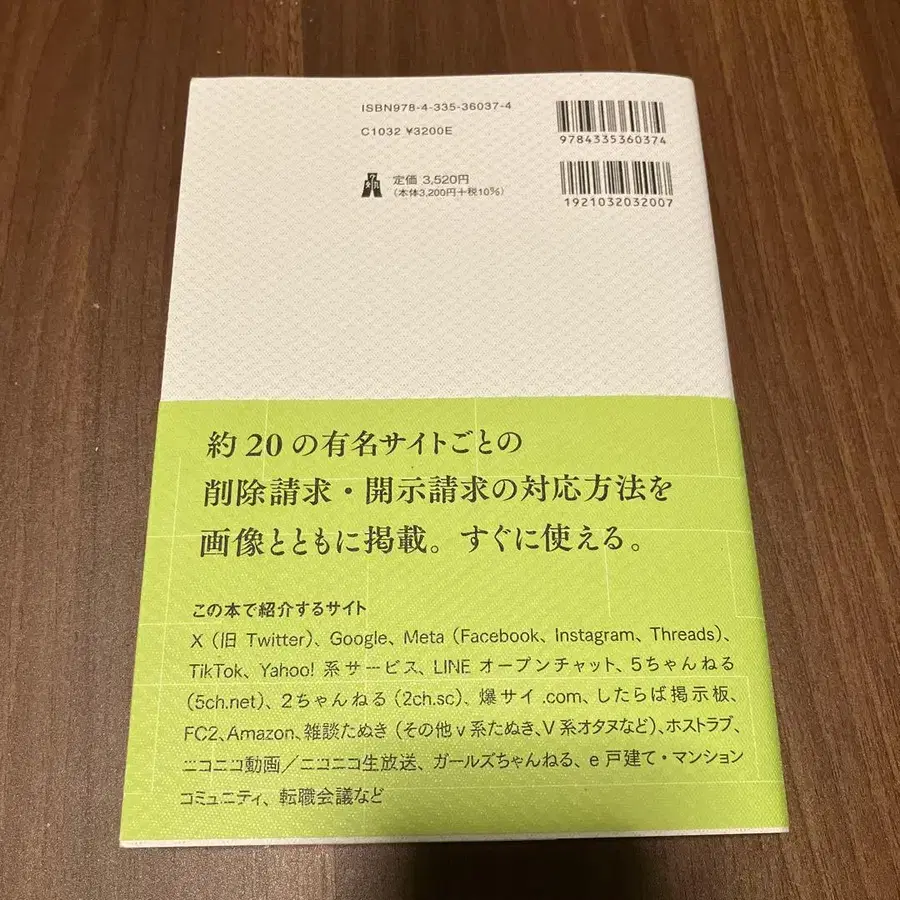 ISBN978-4-335-36037-4
C1032 ¥3200E
9784335360374
定価 3,520円
(本体3,200円+税10%)
1921032032007
約20の有名サイトごとの
削除請求・開示請求の対応方法を
画像とともに掲載。すぐに使える。
この本で紹介するサイト
X(旧 Twitter)、Google、Meta(Facebook、Instagram、Threads)、
TikTok、Yahoo! 系サービス、LINE オープンチャット、5ちゃんねる
(5ch.net)、2ちゃんねる(2ch.sc)、爆サイ.com、したらば掲示板、
FC2、Amazon、雑談たぬき(その他v系たぬき、V系オタヌなど)、ホストラブ、
ニコニコ動画/ニコニコ生放送、ガールズちゃんねる、e戸建て・マンション
コミュニティ、転職会議など